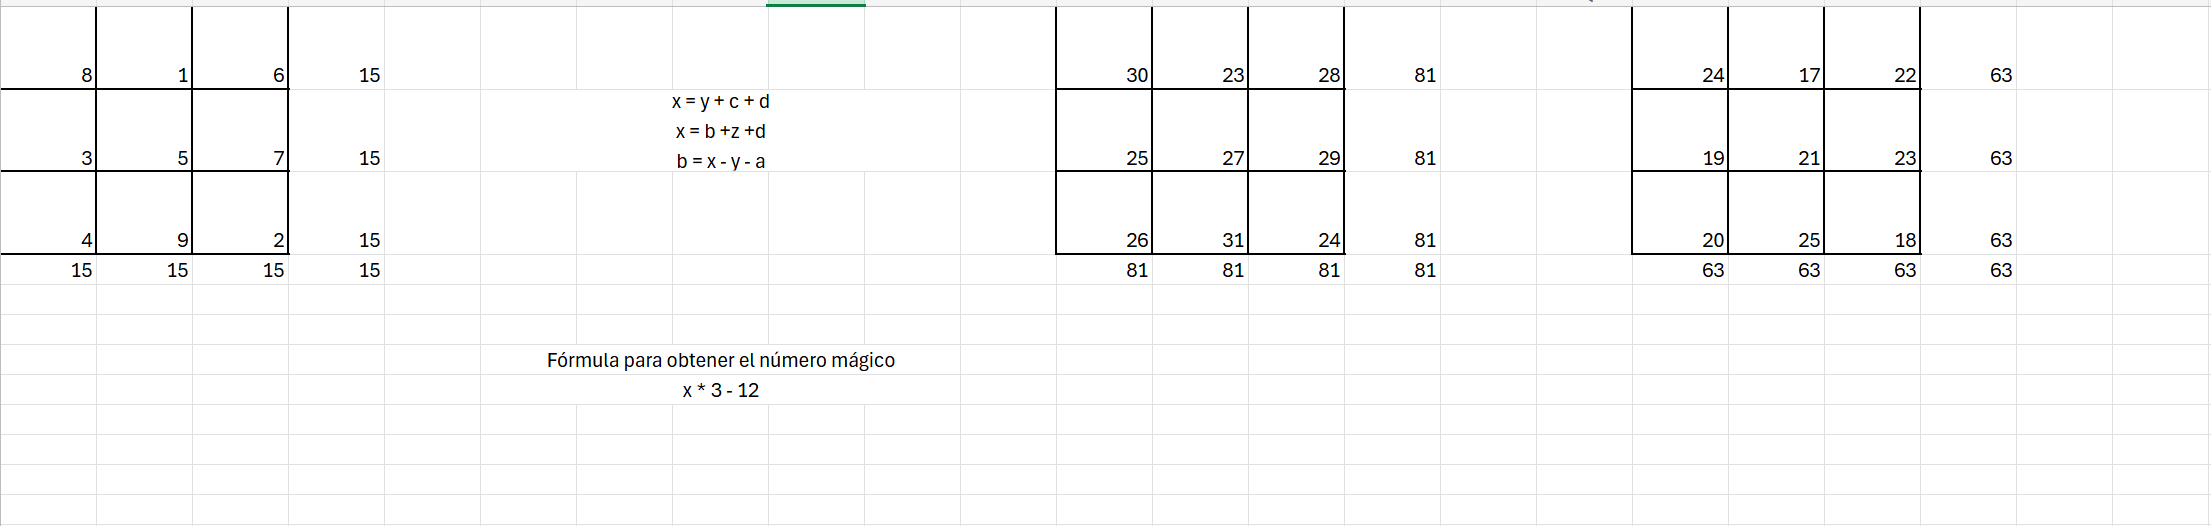 8 1 6 15 30 23 28 81 24 17 22 63
x = y + c + d
x = b +z +d
3 5 7 15 b = x - y - a 25 27 29 81 19 21 23 63
4 9 2 15 26 31 24 81 20 25 18 63
15 15 15 15 81 81 81 81 63 63 63 63
Fórmula para obtener el número mágico
x * 3 - 12